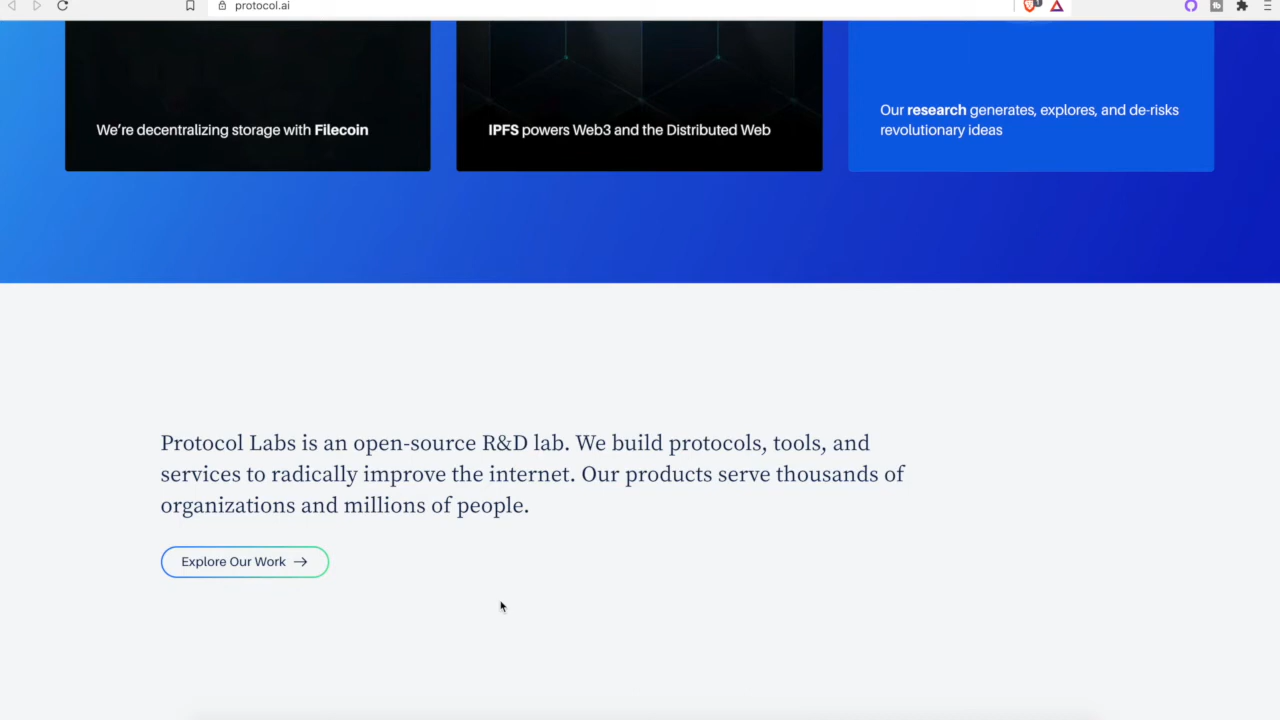 protocol.ai
We're decentralizing storage with Filecoin
IPFS powers Web3 and the Distributed Web
Our research generates, explores, and de-risks
revolutionary ideas
Protocol Labs is an open-source R&D lab. We build protocols, tools, and
services to radically improve the internet. Our products serve thousands of
organizations and millions of people.
Explore Our Work →